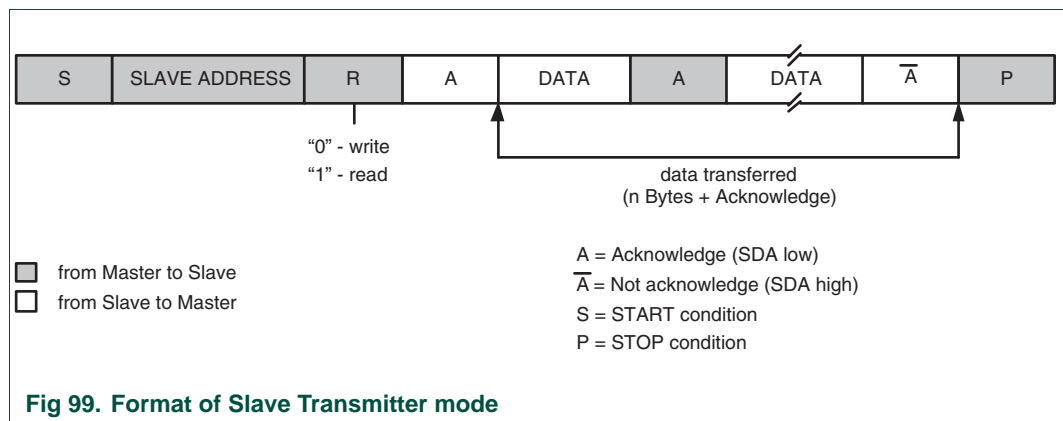 S SLAVE ADDRESS R A DATA A DATA A̅ P
“0” - write
“1” - read
data transferred
(n Bytes + Acknowledge)
from Master to Slave
from Slave to Master
A = Acknowledge (SDA low)
A̅ = Not acknowledge (SDA high)
S = START condition
P = STOP condition
Fig 99. Format of Slave Transmitter mode